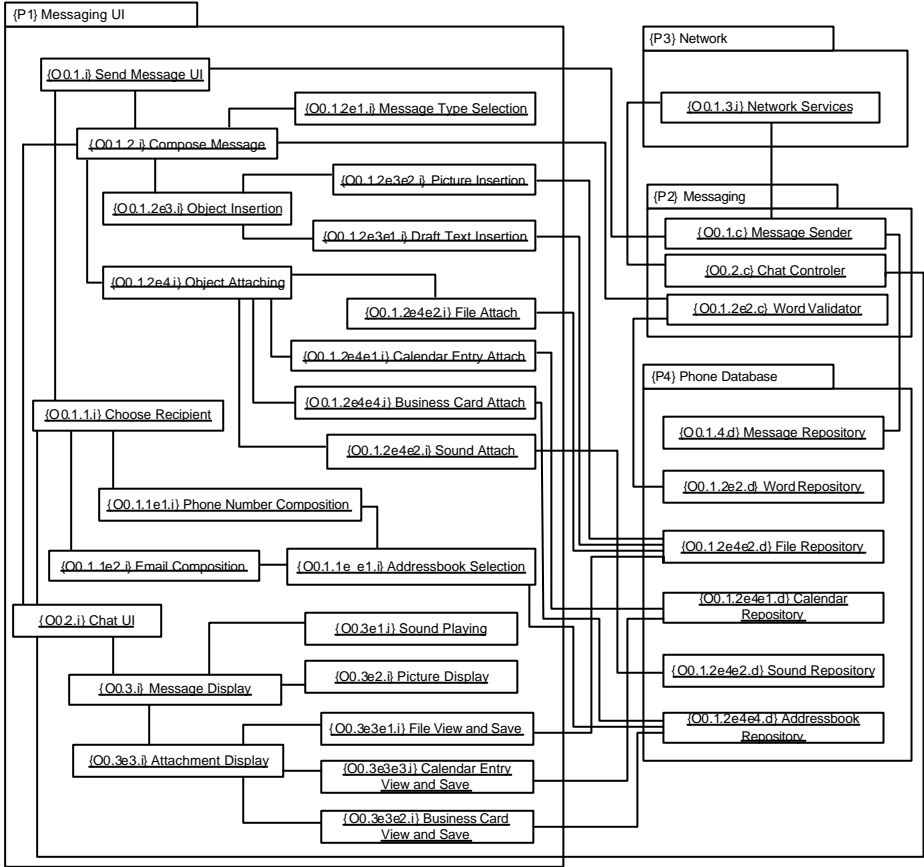 {P1} Messaging UI
{O0.1.i} Send Message UI
{O0.1.2e1.i} Message Type Selection
{O0.1.2.i} Compose Message
{O0.1.2e3e2.i} Picture Insertion
{O0.1.2e3.i} Object Insertion
{O0.1.2e3e1.i} Draft Text Insertion
{O0.1.2e4.i} Object Attaching
{O0.1.2e4e2.i} File Attach
{O0.1.2e4e1.i} Calendar Entry Attach
{O0.1.2e4e4.i} Business Card Attach
{O0.1.1.i} Choose Recipient
{O0.1.2e4e2.i} Sound Attach
{O0.1.1e1.i} Phone Number Composition
{O0.1.1e2.i} Email Composition
{O0.1.1e e1.i} Addressbook Selection
{O0.2.i} Chat UI
{O0.3e1.i} Sound Playing
{O0.3.i} Message Display
{O0.3e2.i} Picture Display
{O0.3e3e1.i} File View and Save
{O0.3e3.i} Attachment Display
{O0.3e3e3.i} Calendar Entry
View and Save
{O0.3e3e2.i} Business Card
View and Save
{P3} Network
{O0.1.3.i} Network Services
{P2} Messaging
{O0.1.c} Message Sender
{O0.2.c} Chat Controler
{O0.1.2e2.c} Word Validator
{P4} Phone Database
{O0.1.4.d} Message Repository
{O0.1.2e2.d} Word Repository
{O0.1.2e4e2.d} File Repository
{O0.1.2e4e1.d} Calendar
Repository
{O0.1.2e4e2.d} Sound Repository
{O0.1.2e4e4.d} Addressbook
Repository